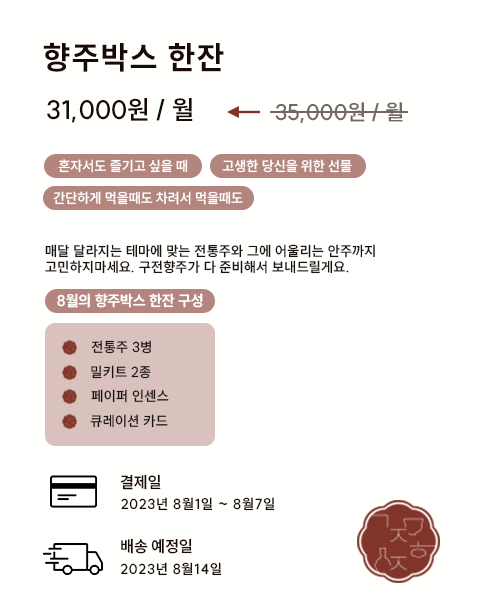 향주박스 한잔
31,000원 / 월
35,000원 / 월
혼자서도 즐기고 싶을 때
고생한 당신을 위한 선물
간단하게 먹을때도 차려서 먹을때도
매달 달라지는 테마에 맞는 전통주와 그에 어울리는 안주까지
고민하지마세요. 구전향주가 다 준비해서 보내드릴게요.
8월의 향주박스 한잔 구성
전통주 3병
밀키트 2종
페이퍼 인센스
큐레이션 카드
결제일
2023년 8월1일 ~ 8월7일
배송 예정일
2023년 8월14일